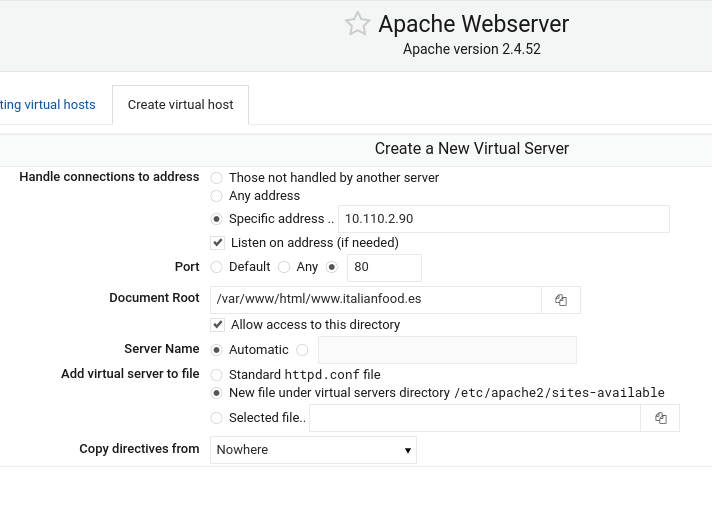 Apache Webserver
Apache version 2.4.52
ting virtual hosts Create virtual host
Create a New Virtual Server
Handle connections to address Those not handled by another server
Any address
Specific address .. 10.110.2.90
Listen on address (if needed)
Port Default Any 80
Document Root /var/www/html/www.italianfood.es
Allow access to this directory
Server Name Automatic
Add virtual server to file Standard httpd.conf file
New file under virtual servers directory /etc/apache2/sites-available
Selected file..
Copy directives from Nowhere